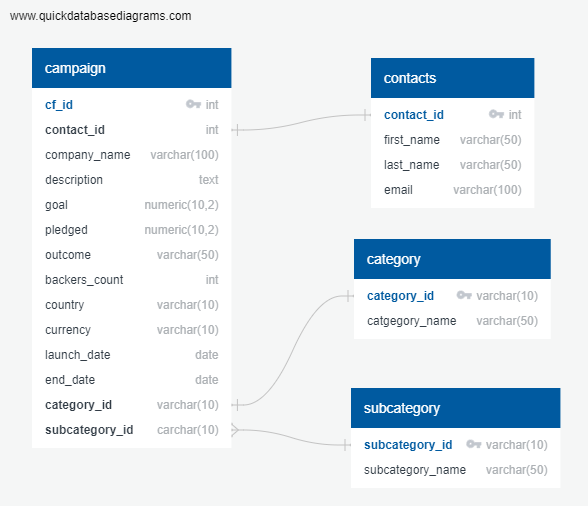 www.quickdatabasediagrams.com
campaign
cf_id int
contact_id int
company_name varchar(100)
description text
goal numeric(10,2)
pledged numeric(10,2)
outcome varchar(50)
backers_count int
country varchar(10)
currency varchar(10)
launch_date date
end_date date
category_id varchar(10)
subcategory_id carchar(10)
contacts
contact_id int
first_name varchar(50)
last_name varchar(50)
email varchar(100)
category
category_id varchar(10)
catgegory_name varchar(50)
subcategory
subcategory_id varchar(10)
subcategory_name varchar(50)